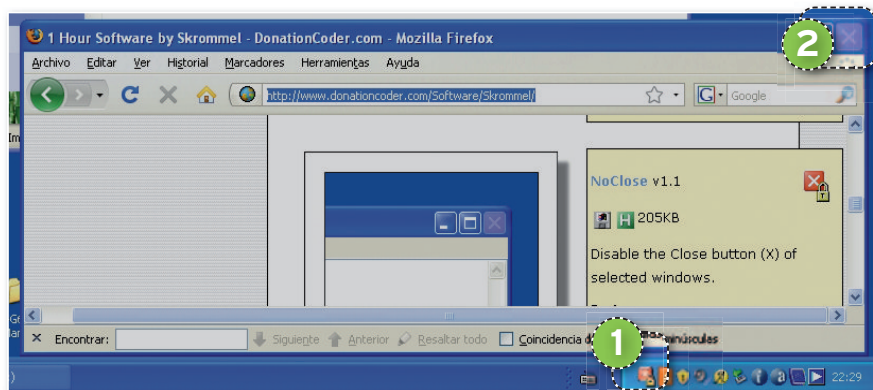 1 Hour Software by Skrommel - DonationCoder.com - Mozilla Firefox
2
Archivo Editar Ver Historial Marcadores Herramientas Ayuda
http://www.donationcoder.com/Software/Skrommel/
G Google
Im
NoClose v1.1
H 205KB
Disable the Close button (X) of
selected windows.
Encontrar: Siguiente Anterior Resaltar todo Coincidencia
1
22:29